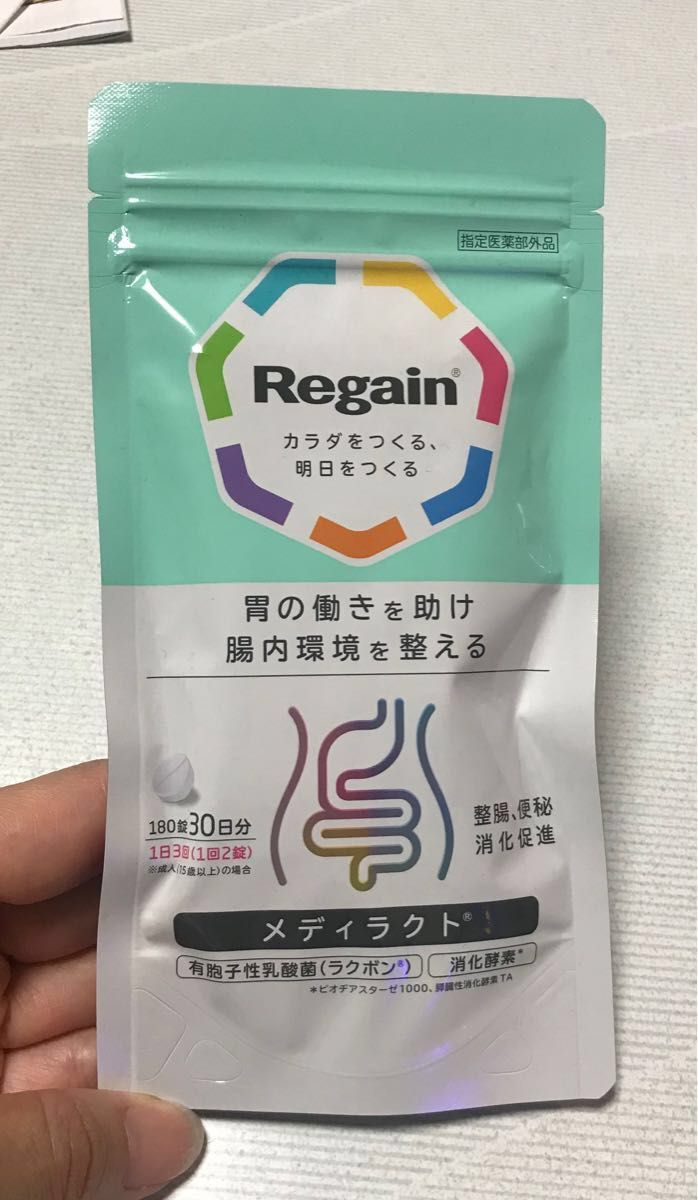 指定医薬部外品
Regain®
カラダをつくる、
明日をつくる
胃の働きを助け
腸内環境を整える
180錠30日分
1日3回(1回2錠)
※成人(15歳以上)の場合
整腸、便秘
消化促進
メディラクト®
有胞子性乳酸菌(ラクボン®) 消化酵素*
*ビオヂアスターゼ1000、膵臓性消化酵素TA